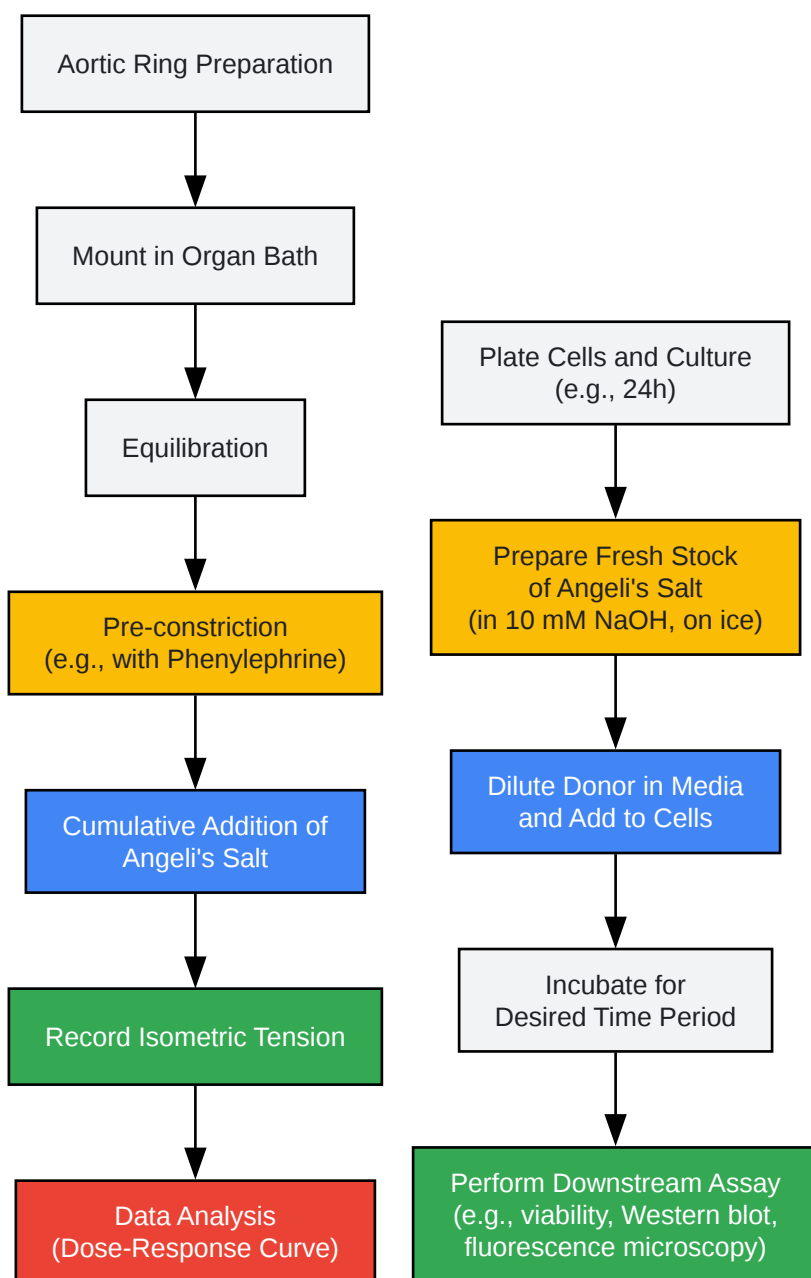 Aortic Ring Preparation
Mount in Organ Bath
Equilibration
Pre-constriction
(e.g., with Phenylephrine)
Cumulative Addition of
Angeli's Salt
Record Isometric Tension
Data Analysis
(Dose-Response Curve)
Plate Cells and Culture
(e.g., 24h)
Prepare Fresh Stock
of Angeli's Salt
(in 10 mM NaOH, on ice)
Dilute Donor in Media
and Add to Cells
Incubate for
Desired Time Period
Perform Downstream Assay
(e.g., viability, Western blot,
fluorescence microscopy)